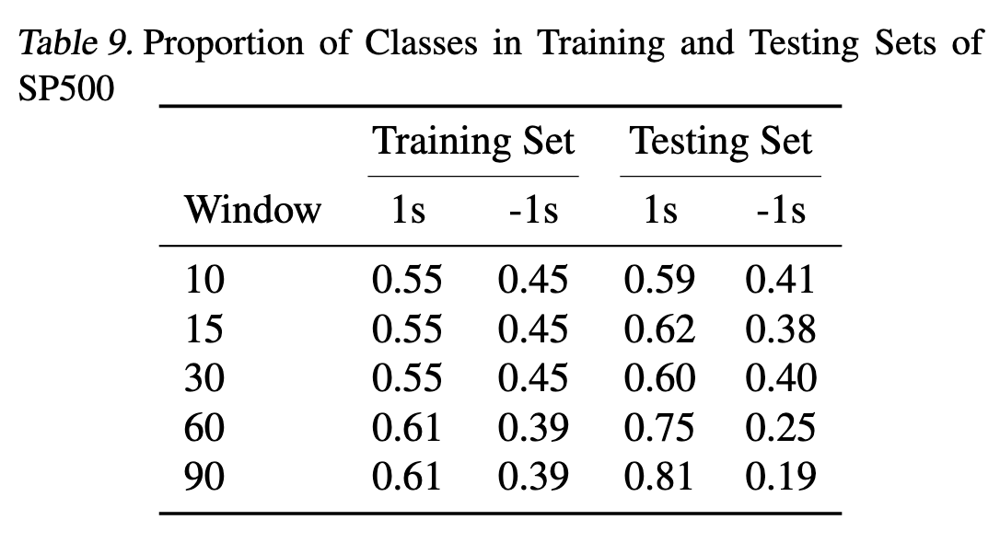 Table 9. Proportion of Classes in Training and Testing Sets of
SP500
Training Set Testing Set
Window 1s -1s 1s -1s
10 0.55 0.45 0.59 0.41
15 0.55 0.45 0.62 0.38
30 0.55 0.45 0.60 0.40
60 0.61 0.39 0.75 0.25
90 0.61 0.39 0.81 0.19